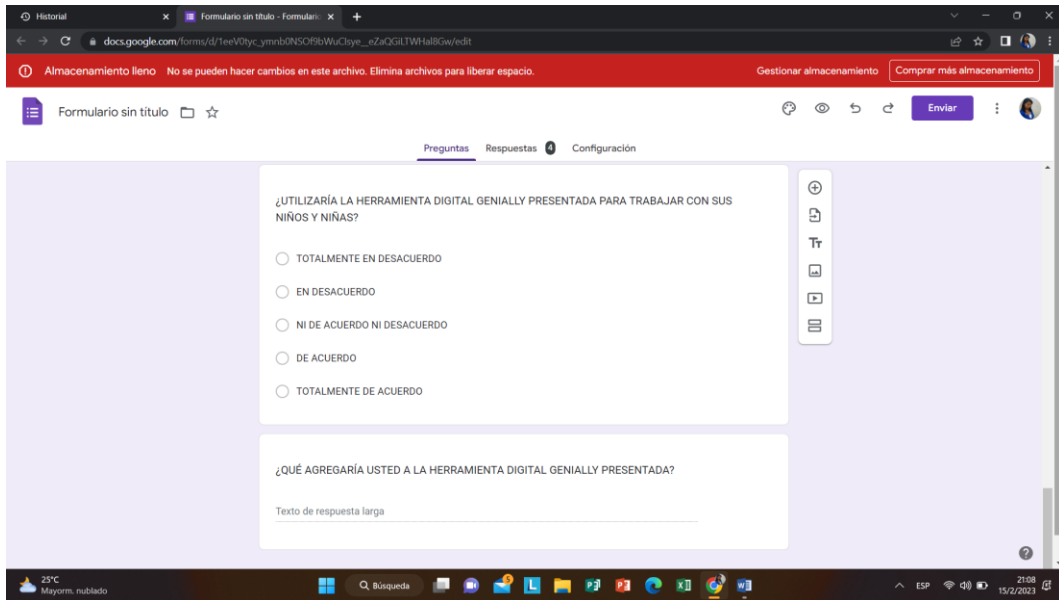 Historial
Formulario sin título - Formulario
docs.google.com/forms/d/1eeV0tyc_ymnb0NSOf9bWuClsye__eZaQGiLTWHal8Gw/edit
Almacenamiento lleno No se pueden hacer cambios en este archivo. Elimina archivos para liberar espacio. Gestionar almacenamiento Comprar más almacenamiento
Formulario sin título Enviar
Preguntas Respuestas 4 Configuración
¿UTILIZARÍA LA HERRAMIENTA DIGITAL GENIALLY PRESENTADA PARA TRABAJAR CON SUS
NIÑOS Y NIÑAS?
TOTALMENTE EN DESACUERDO
EN DESACUERDO
NI DE ACUERDO NI DESACUERDO
DE ACUERDO
TOTALMENTE DE ACUERDO
¿QUÉ AGREGARÍA USTED A LA HERRAMIENTA DIGITAL GENIALLY PRESENTADA?
Texto de respuesta larga
25°C
Mayorm. nublado
Búsqueda
ESP
21:08
15/2/2023